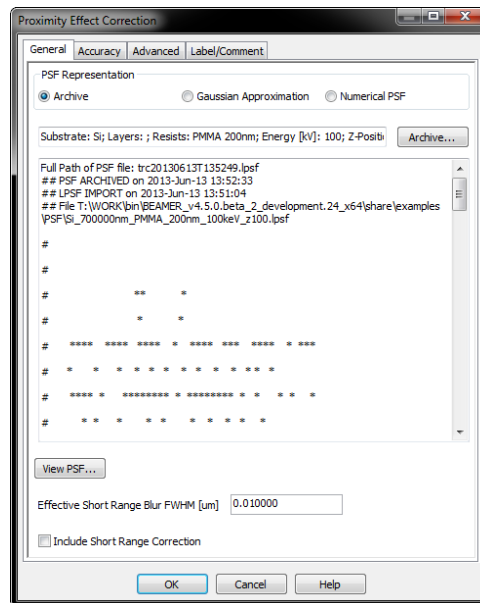 Proximity Effect Correction
General Accuracy Advanced Label/Comment
PSF Representation
Archive Gaussian Approximation Numerical PSF
Substrate: Si; Layers: ; Resists: PMMA 200nm; Energy [kV]: 100; Z-Positi Archive...
Full Path of PSF file: trc20130613T135249.lpsf
## PSF ARCHIVED on 2013-Jun-13 13:52:33
## LPSF IMPORT on 2013-Jun-13 13:51:04
## File T:\WORK\bin\BEAMER_v4.5.0.beta_2_development.24_x64\share\examples
\PSF\Si_700000nm_PMMA_200nm_100keV_z100.lpsf
#
#
# ** *
# * *
# **** **** **** * **** *** **** * ***
# * * * * * * * * * * * ** *
# **** * ******** * ******** * * * * *
# * * * * * * * * * *
View PSF...
Effective Short Range Blur FWHM [um] 0.010000
Include Short Range Correction
OK Cancel Help